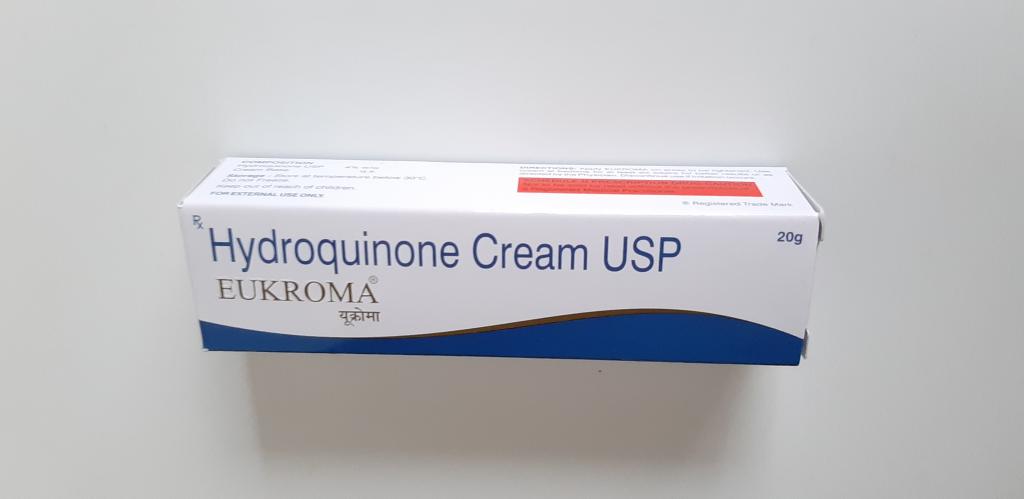 COMPOSITION
Hydroquinone USP 4% w/w
Cream Base q.s.
Storage : Store at temperature below 30°C.
Do not Freeze.
Keep out of reach of children.
FOR EXTERNAL USE ONLY
® Registered Trade Mark
Rx
Hydroquinone Cream USP
20g
EUKROMA®
यूक्रोमा